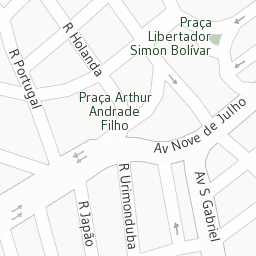 Praça
Libertador
Simon Bolívar
R Holanda
R Portugal
Praça Arthur
Andrade
Filho
Av Nove de Julho
R Japão
R Urimonduba
Av S Gabriel